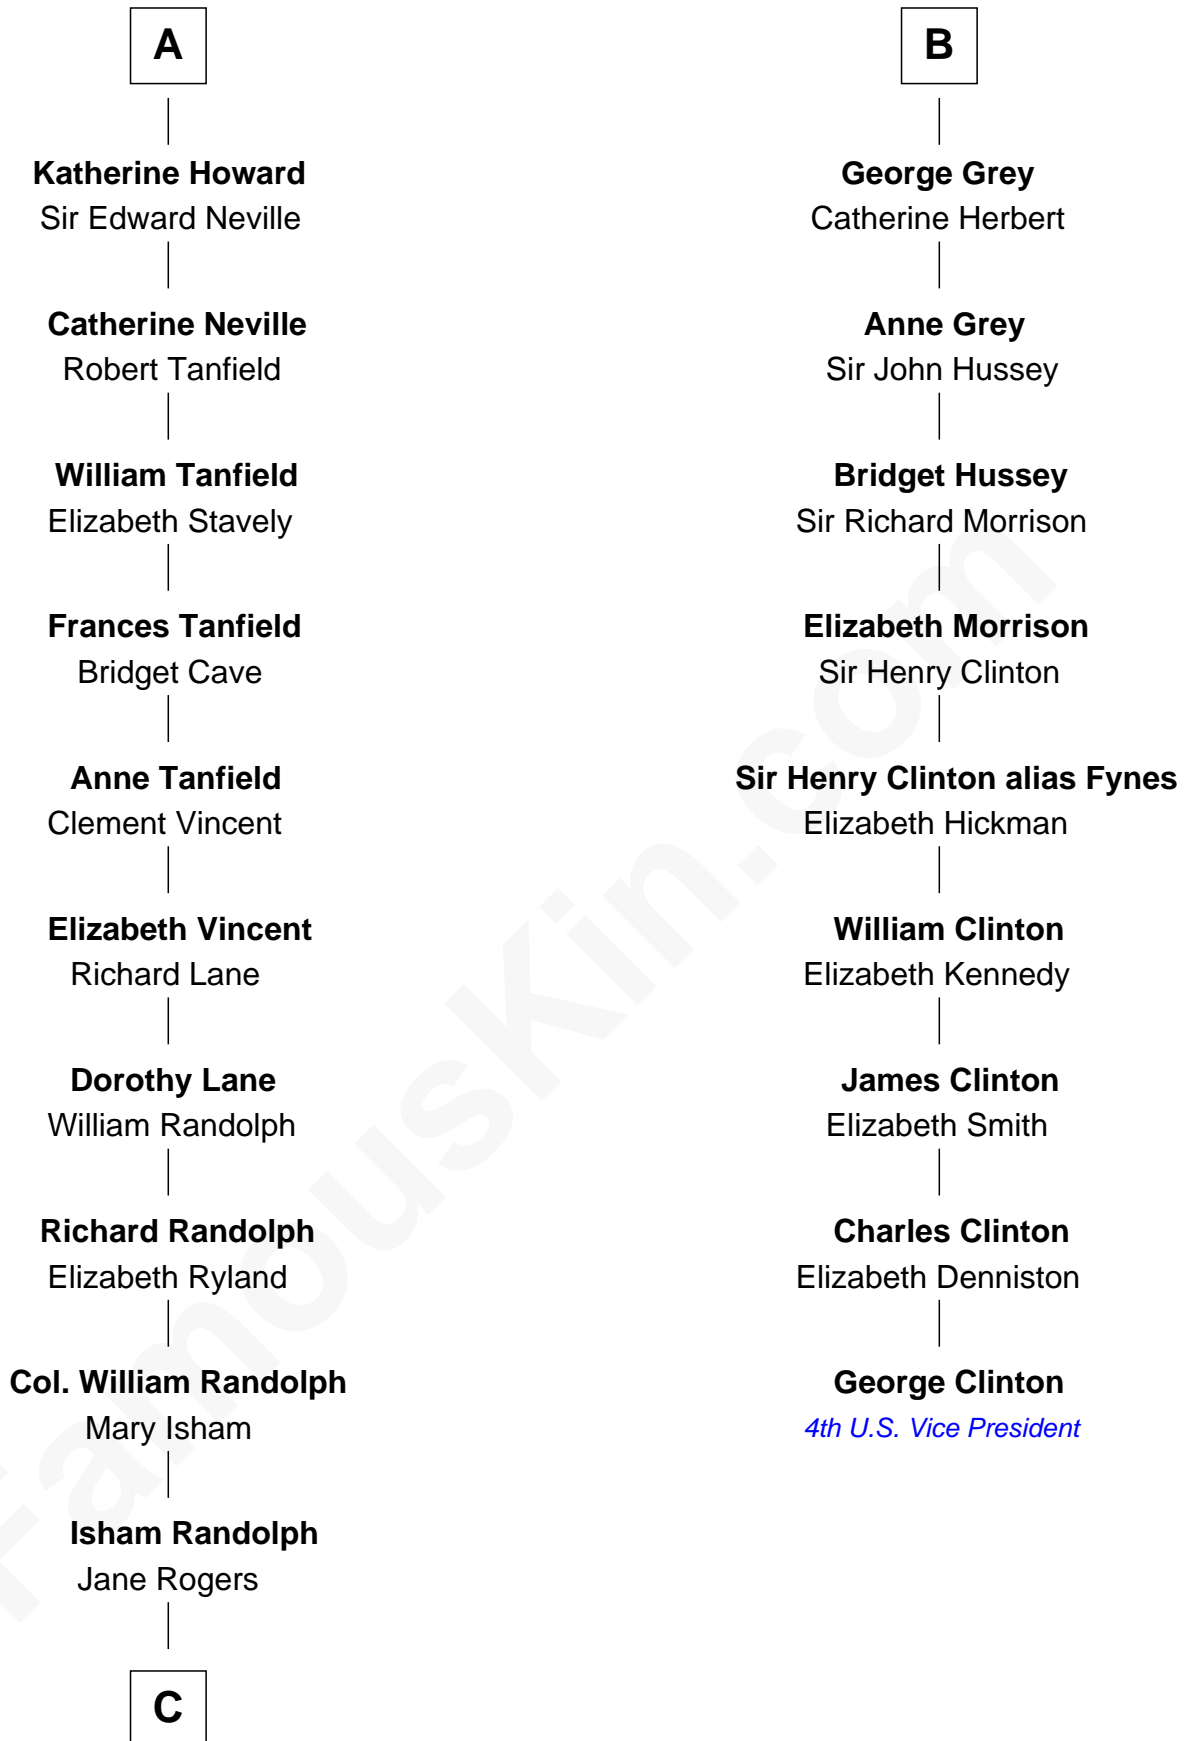 A
Katherine Howard
Sir Edward Neville
Catherine Neville
Robert Tanfield
William Tanfield
Elizabeth Stavely
Frances Tanfield
Bridget Cave
Anne Tanfield
Clement Vincent
Elizabeth Vincent
Richard Lane
Dorothy Lane
William Randolph
Richard Randolph
Elizabeth Ryland
Col. William Randolph
Mary Isham
Isham Randolph
Jane Rogers
C
B
George Grey
Catherine Herbert
Anne Grey
Sir John Hussey
Bridget Hussey
Sir Richard Morrison
Elizabeth Morrison
Sir Henry Clinton
Sir Henry Clinton alias Fynes
Elizabeth Hickman
William Clinton
Elizabeth Kennedy
James Clinton
Elizabeth Smith
Charles Clinton
Elizabeth Denniston
George Clinton
4th U.S. Vice President
FamousKin.com